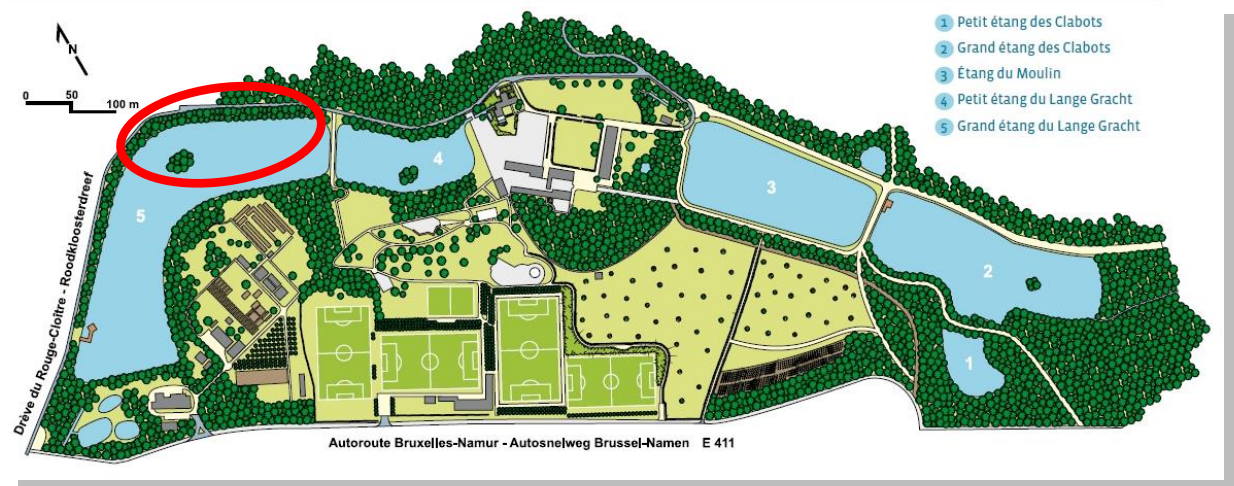 1 Petit étang des Clabots
2 Grand étang des Clabots
3 Étang du Moulin
4 Petit étang du Lange Gracht
5 Grand étang du Lange Gracht
N
0 50 100 m
4
3
5
2
1
Drève du Rouge-Cloître - Roodkloosterdreef
Autoroute Bruxelles-Namur - Autosnelweg Brussel-Namen E 411